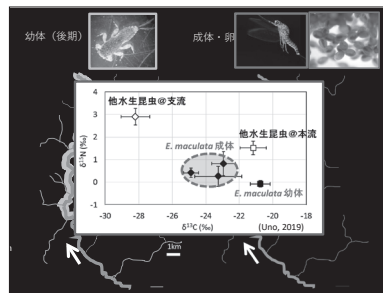 幼体（後期）
成体・卵
4
3
2
1
0
-1
δ¹⁵N (‰)
他水生昆虫@支流
E. maculata 成体
他水生昆虫@本流
E. maculata 幼体
-30 -28 -26 -24 -22 -20 -18
δ¹³C (‰)
(Uno, 2019)
1km
km